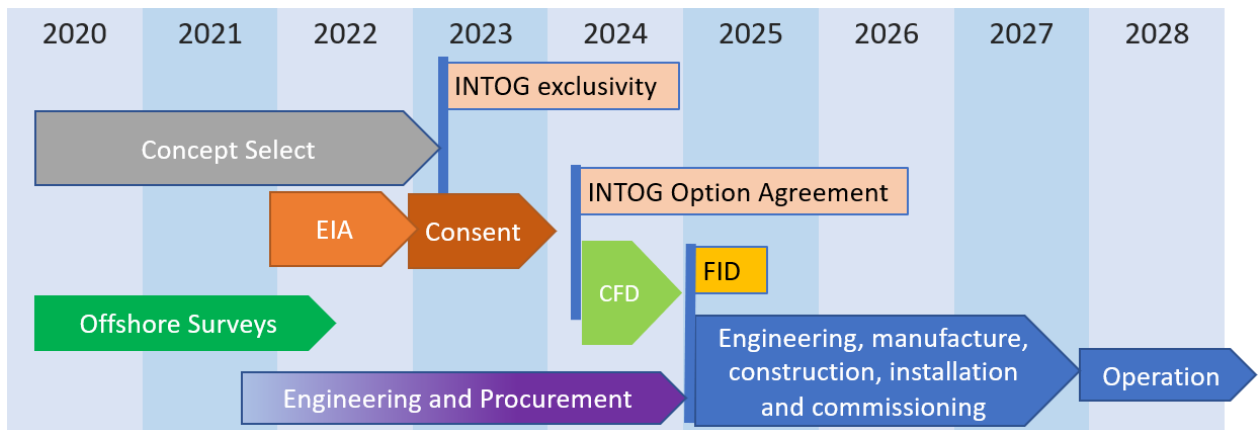 2020 2021 2022 2023 2024 2025 2026 2027 2028
INTOG exclusivity
Concept Select
INTOG Option Agreement
EIA
Consent
FID
CFD
Offshore Surveys
Engineering, manufacture,
construction, installation
and commissioning
Operation
Engineering and Procurement